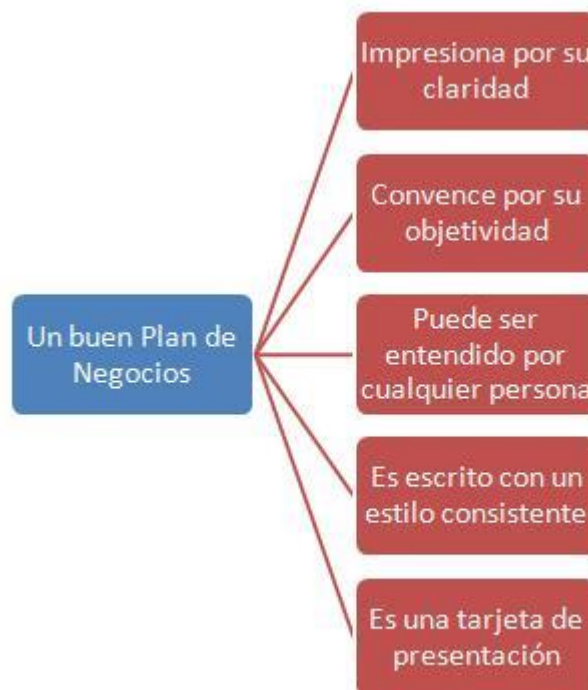 Impresiona por su
claridad
Convence por su
objetividad
Un buen Plan de
Negocios
Puede ser
entendido por
cualquier persona
Es escrito con un
estilo consistente
Es una tarjeta de
presentación